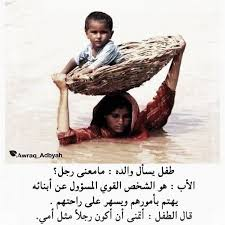 Awraq_Adbyah
طفل يسأل والده : مامعنى رجل؟
الأب : هو الشخص القوي المسؤول عن أبنائه
يهتم بأمورهم ويسهر على راحتهم .
قال الطفل : أتمنى أن أكون رجلاً مثل أمي.